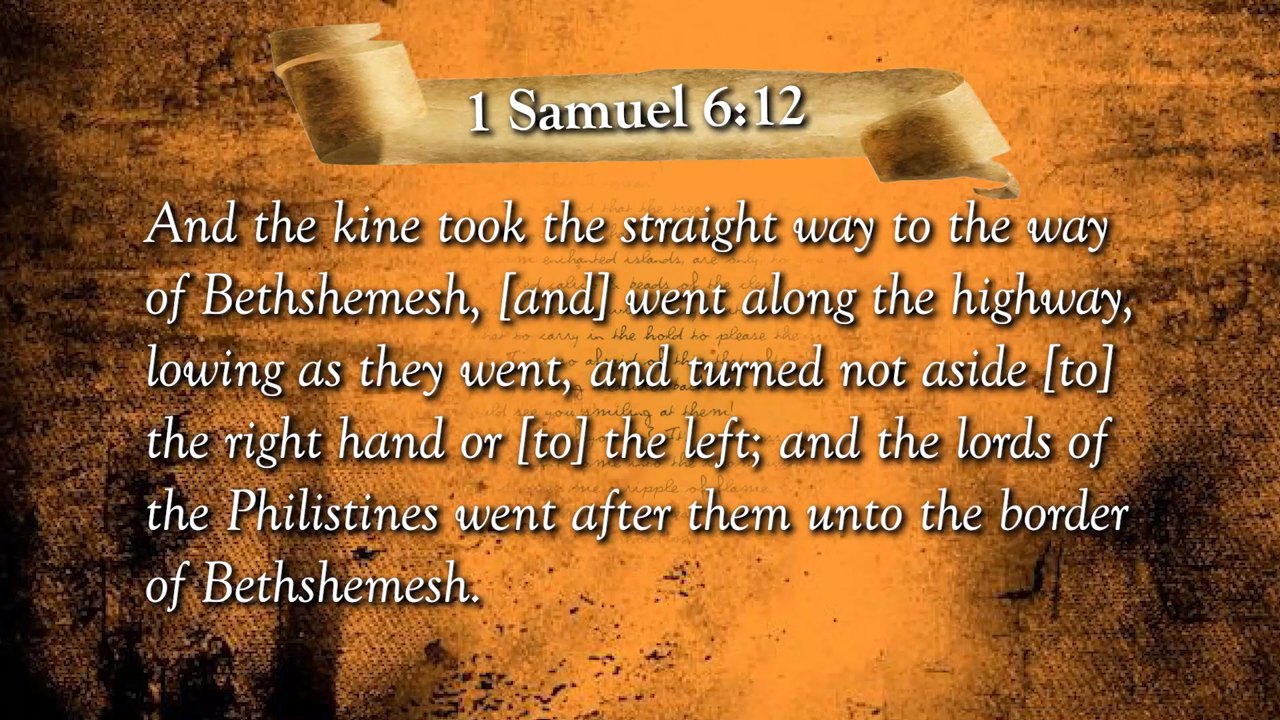 1 Samuel 6:12
And the kine took the straight way to the way
of Bethshemesh, [and] went along the highway,
lowing as they went, and turned not aside [to]
the right hand or [to] the left; and the lords of
the Philistines went after them unto the border
of Bethshemesh.